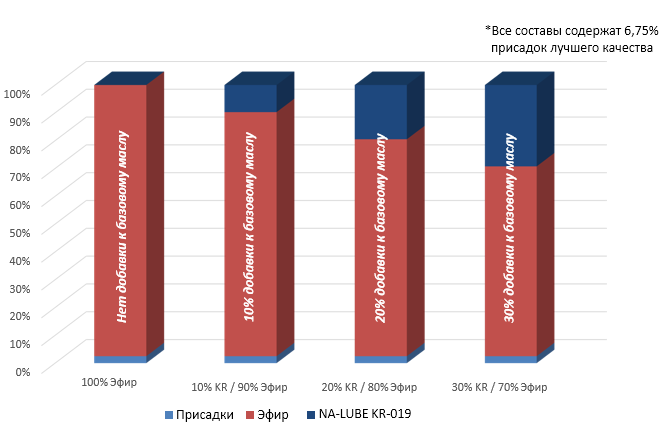 *Все составы содержат 6,75%
присадок лучшего качества
100%
90%
80%
70%
60%
50%
40%
30%
20%
10%
0%
Нет добавки к базовому маслу
10% добавки к базовому маслу
20% добавки к базовому маслу
30% добавки к базовому маслу
100% Эфир
10% KR / 90% Эфир
20% KR / 80% Эфир
30% KR / 70% Эфир
Присадки
Эфир
NA-LUBE KR-019